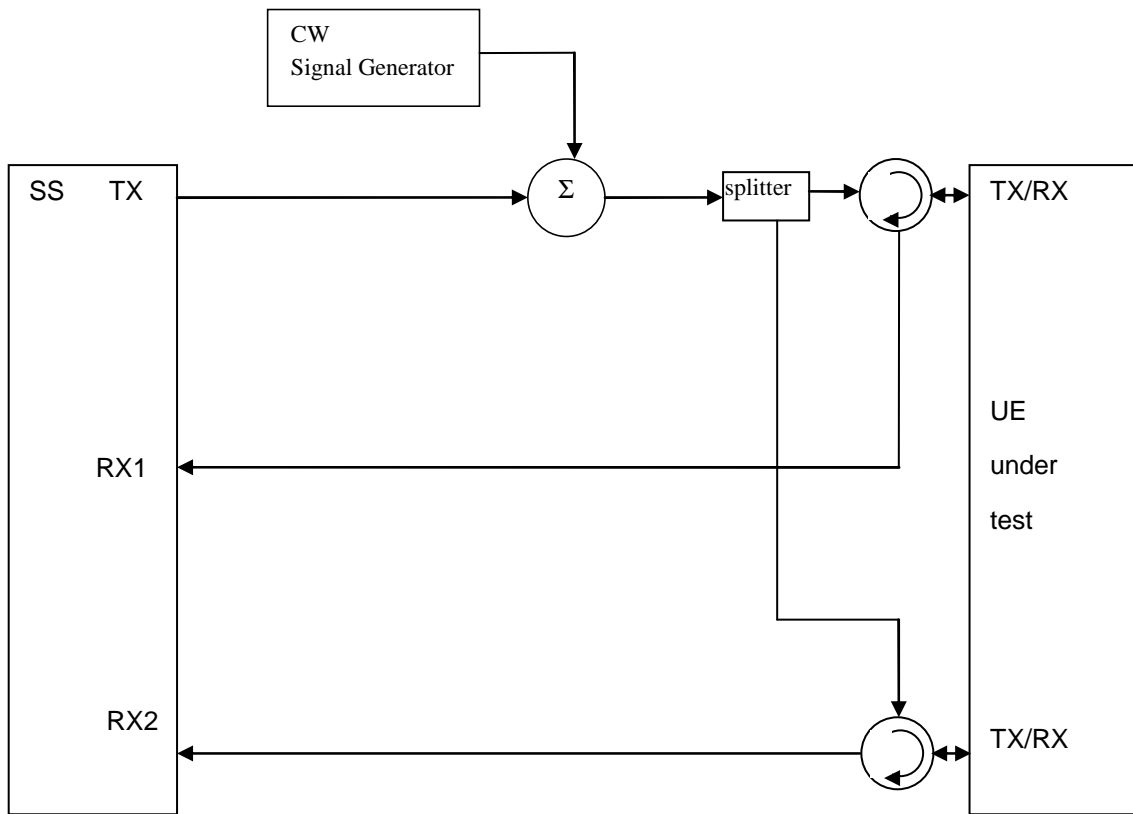 CW
Signal Generator
SS TX
Σ
splitter
TX/RX
RX1
UE
under
test
RX2
TX/RX